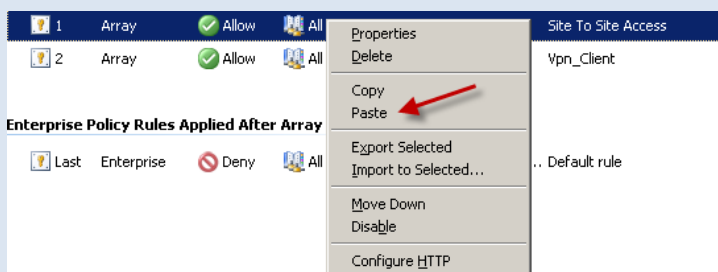 1 Array Allow All Properties Site To Site Access
2 Array Allow All Delete Vpn_Client
Copy
Paste
Enterprise Policy Rules Applied After Array
Export Selected
Last Enterprise Deny All Import to Selected... .. Default rule
Move Down
Disable
Configure HTTP